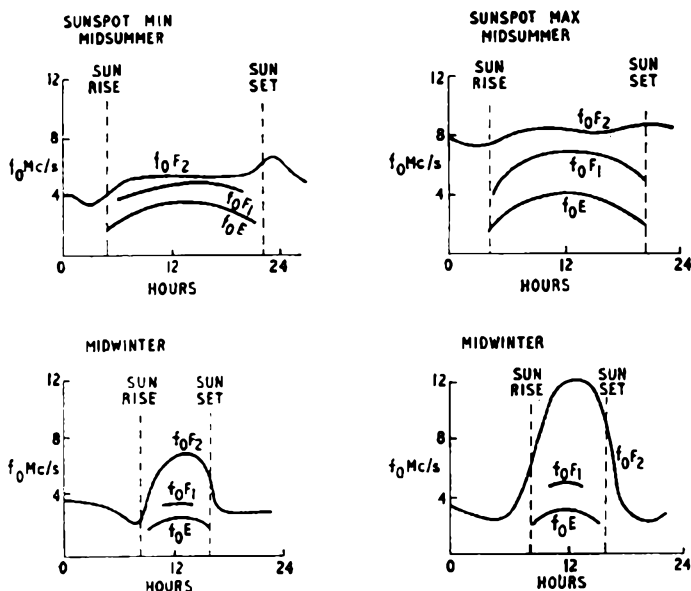 SUNSPOT MIN
MIDSUMMER
SUN
RISE
SUN
SET
12
8
f₀Mc/s
4
f₀F₂
f₀F₁
f₀E
0
12
24
HOURS
SUNSPOT MAX
MIDSUMMER
SUN
RISE
SUN
SET
12
8
f₀Mc/s
4
f₀F₂
f₀F₁
f₀E
0
12
24
HOURS
MIDWINTER
SUN
RISE
SUN
SET
12
8
f₀Mc/s
4
f₀F₂
f₀F₁
f₀E
0
12
24
HOURS
MIDWINTER
SUN
RISE
SUN
SET
12
8
f₀Mc/s
4
f₀F₂
f₀F₁
f₀E
0
12
24
HOURS